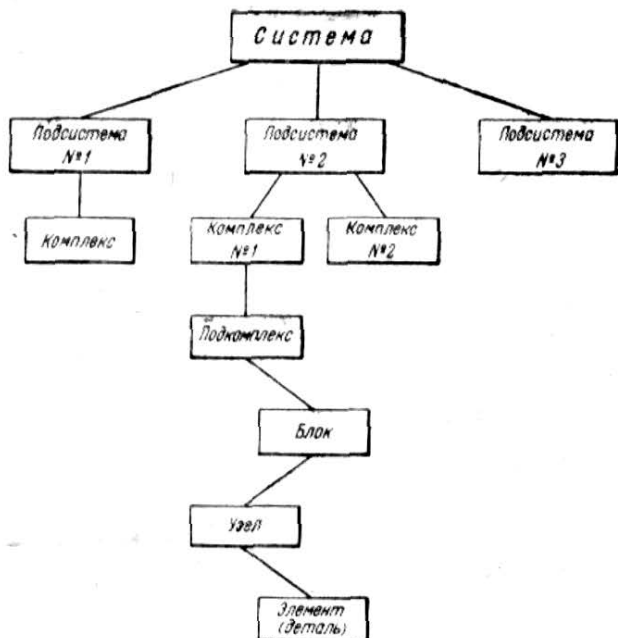 Система
Подсистема
№1
Подсистема
№2
Подсистема
№3
Комплекс
Комплекс
№1
Комплекс
№2
Подкомплекс
Блок
Узел
Элемент
(деталь)